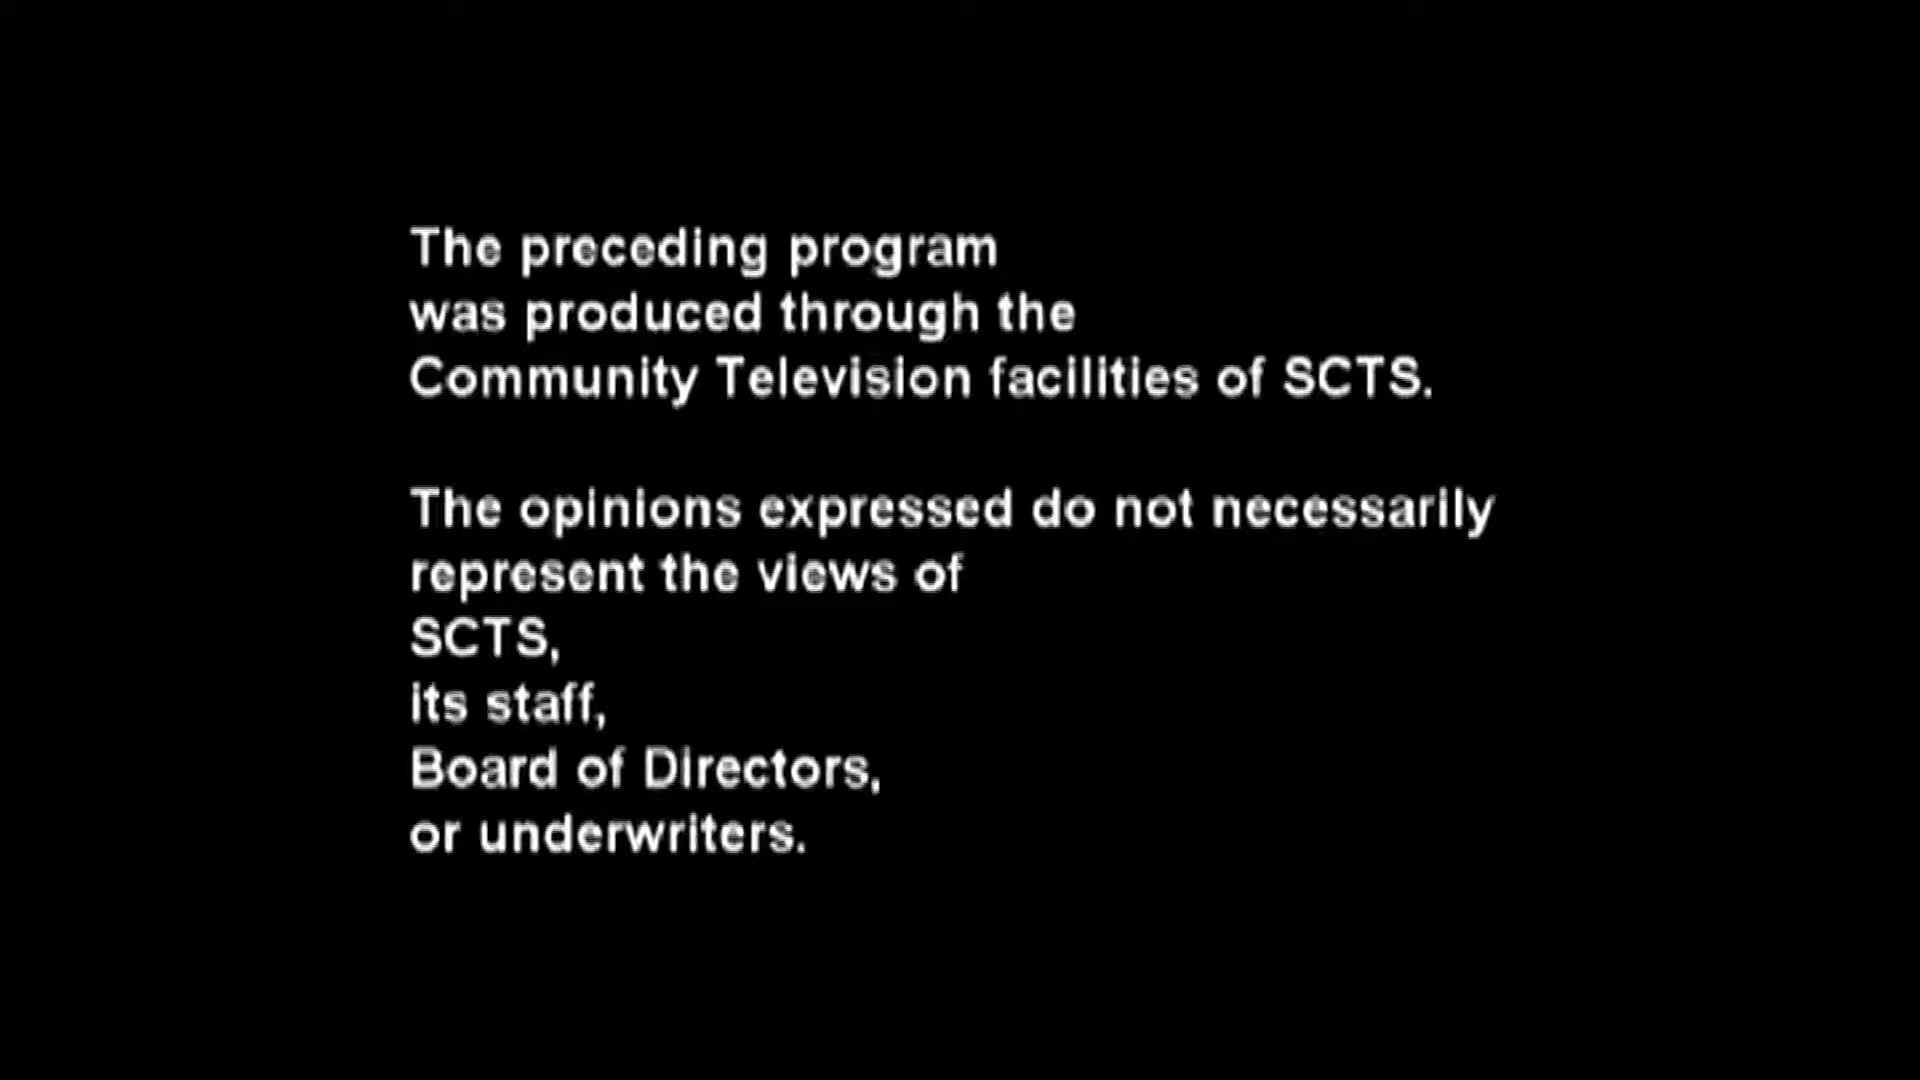 The preceding program
was produced through the
Community Television facilities of SCTS.
The opinions expressed do not necessarily
represent the views of
SCTS,
its staff,
Board of Directors,
or underwriters.